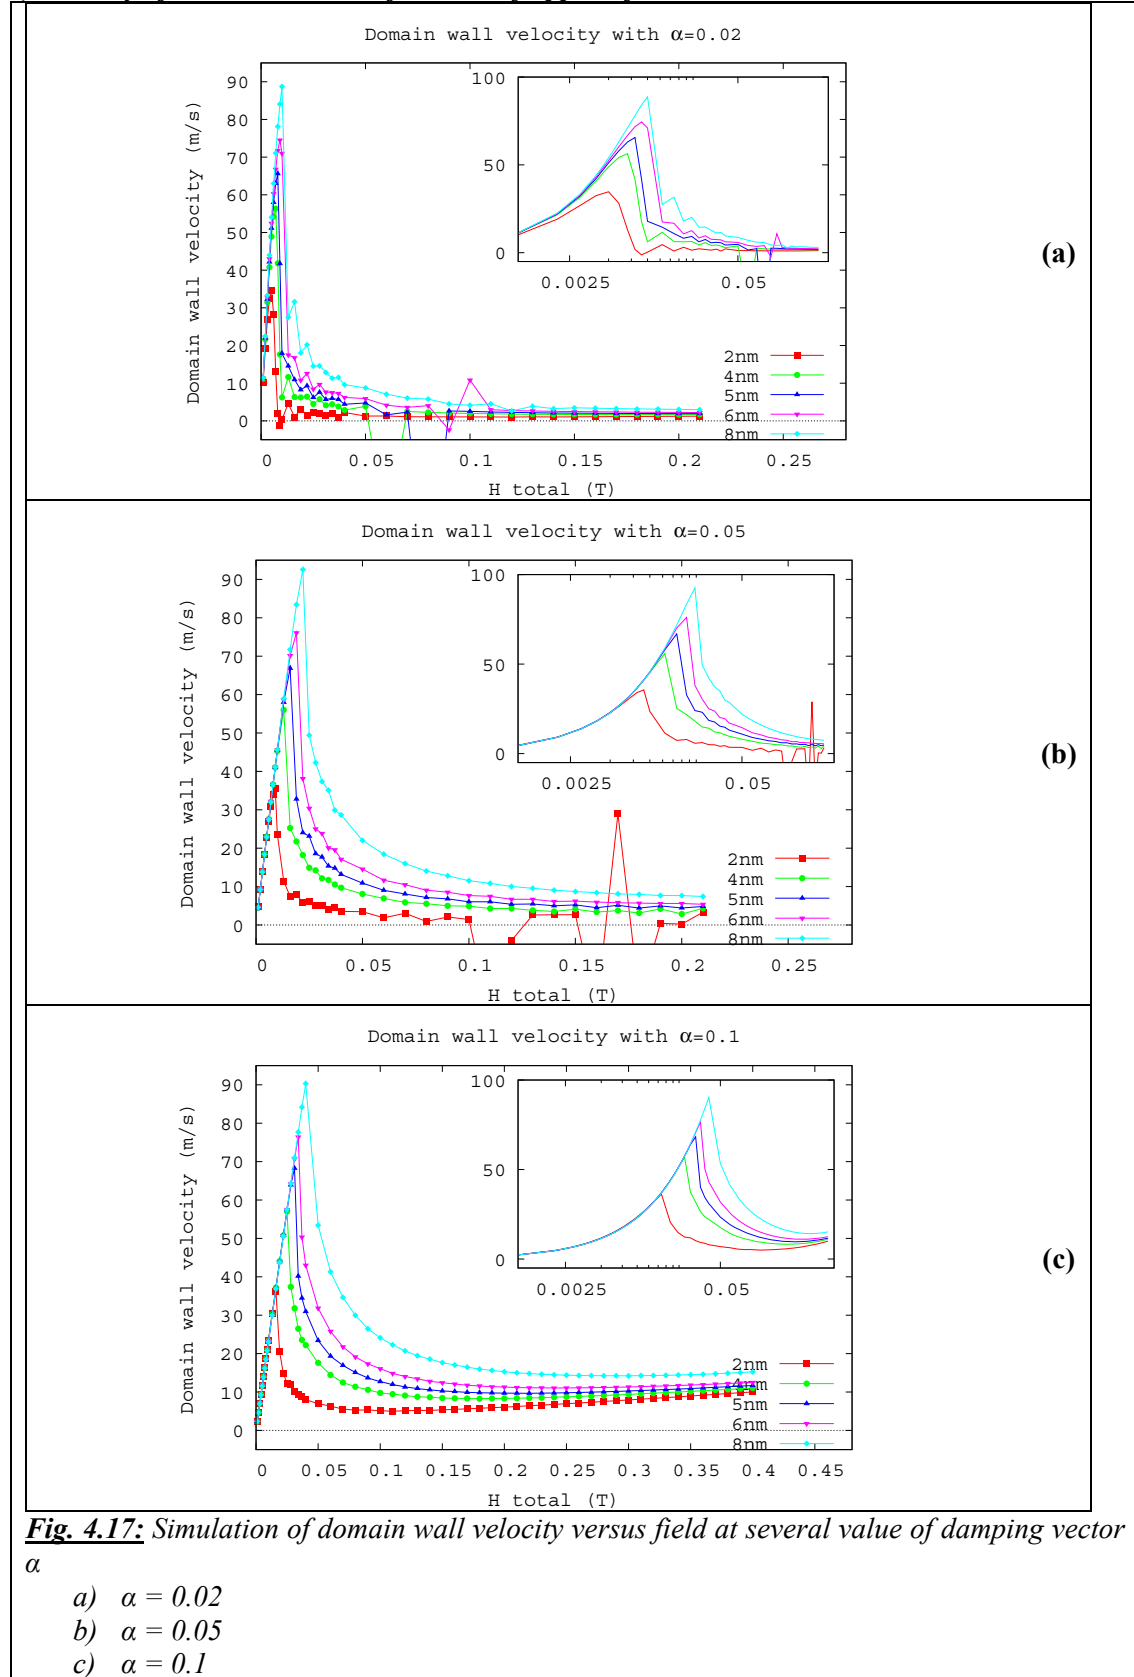 Domain wall velocity with α=0.02
Domain wall velocity (m/s)
90
80
70
60
50
40
30
20
10
0
100
50
0
0.0025
0.05
2nm
4nm
5nm
6nm
8nm
0
0.05
0.1
0.15
0.2
0.25
H total (T)
(a)
Domain wall velocity with α=0.05
Domain wall velocity (m/s)
90
80
70
60
50
40
30
20
10
0
100
50
0
0.0025
0.05
2nm
4nm
5nm
6nm
8nm
0
0.05
0.1
0.15
0.2
0.25
H total (T)
(b)
Domain wall velocity with α=0.1
Domain wall velocity (m/s)
90
80
70
60
50
40
30
20
10
0
100
50
0
0.0025
0.05
2nm
4nm
5nm
6nm
8nm
0
0.05
0.1
0.15
0.2
0.25
0.3
0.35
0.4
0.45
H total (T)
(c)
Fig. 4.17: Simulation of domain wall velocity versus field at several value of damping vector
α
a) α = 0.02
b) α = 0.05
c) α = 0.1